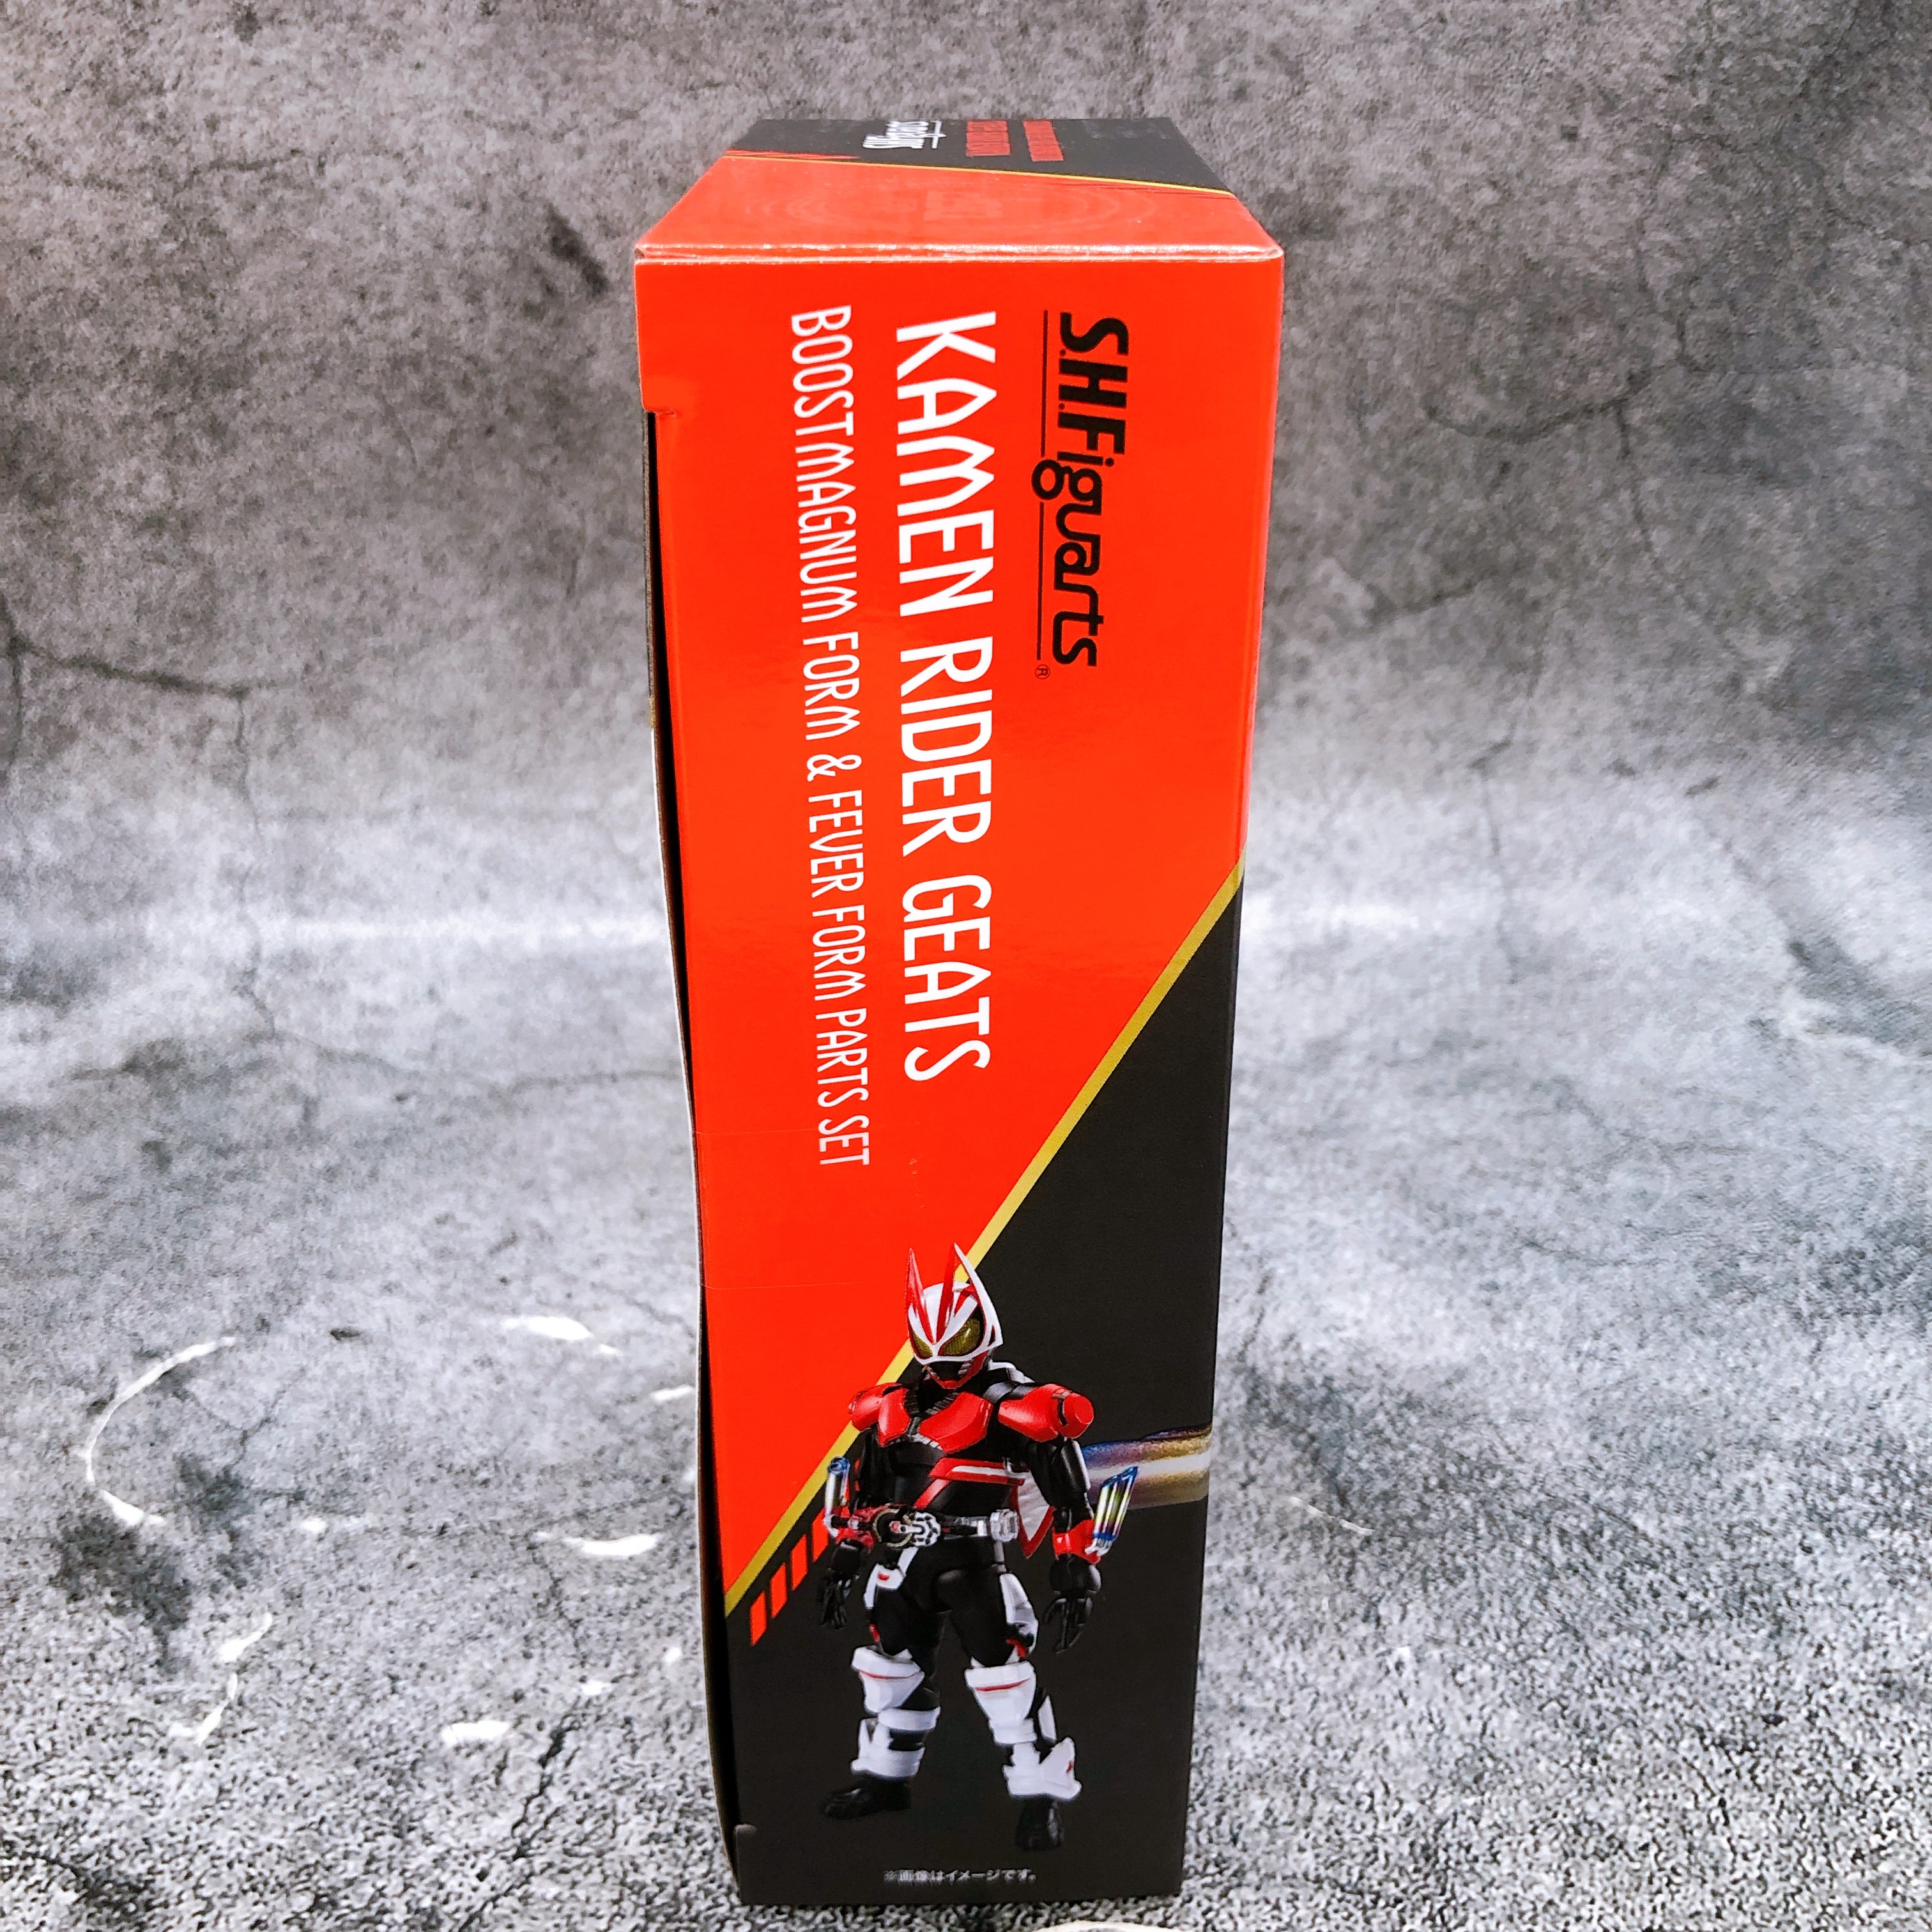 S.H.Figuarts®
KAMEN RIDER GEATS
BOOSTMAGNUM FORM & FEVER FORM PARTS SET
※画像はイメージです。